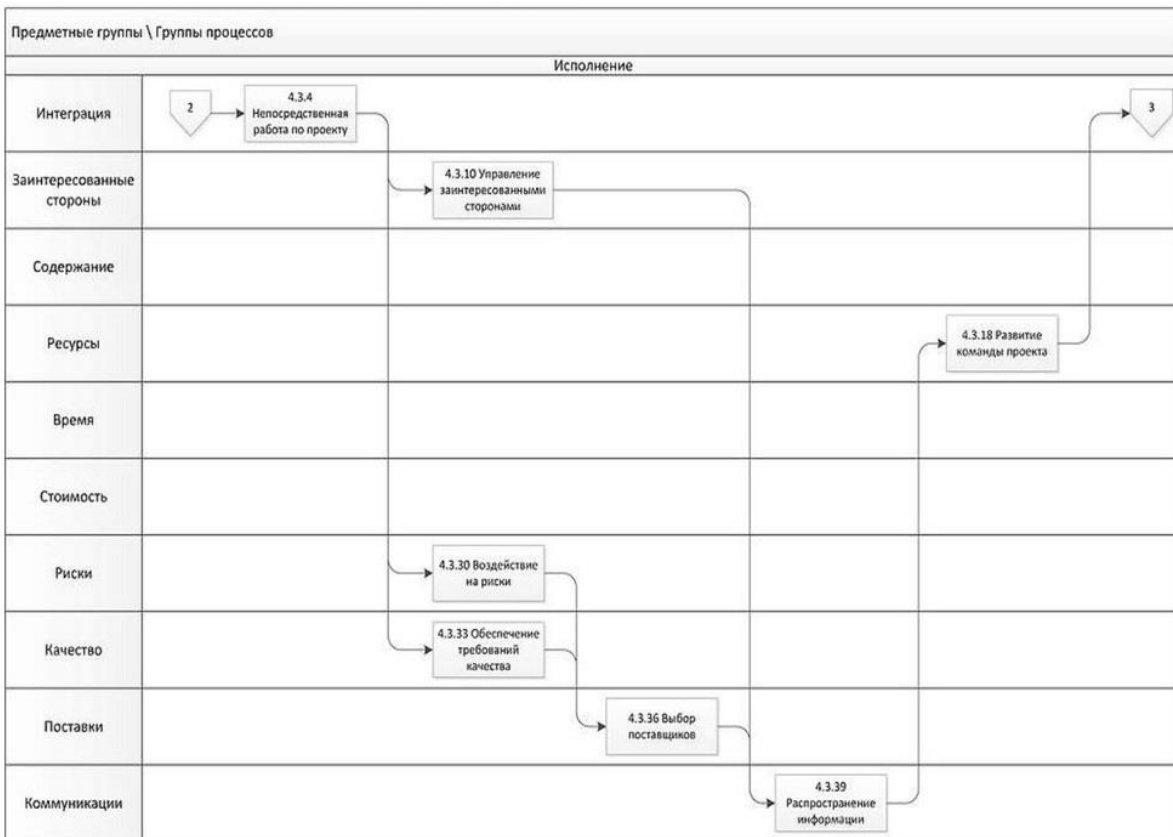 Предметные группы \ Группы процессов
Исполнение
Интеграция
2
4.3.4
Непосредственная
работа по проекту
3
Заинтересованные
стороны
4.3.10 Управление
заинтересованными
сторонами
Содержание
Ресурсы
4.3.18 Развитие
команды проекта
Время
Стоимость
Риски
4.3.30 Воздействие
на риски
Качество
4.3.33 Обеспечение
требований
качества
Поставки
4.3.36 Выбор
поставщиков
Коммуникации
4.3.39
Распространение
информации